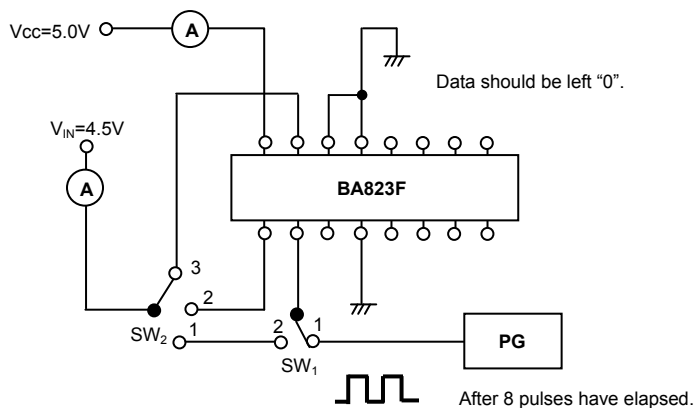 Vcc=5.0V
A
Data should be left “0”.
VIN=4.5V
A
BA823F
3
2
SW2
1
2
1
SW1
PG
After 8 pulses have elapsed.